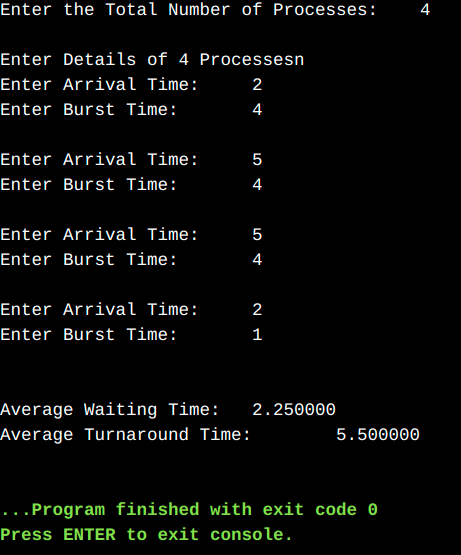 Enter the Total Number of Processes:    4
Enter Details of 4 Processesn
Enter Arrival Time:     2
Enter Burst Time:       4
Enter Arrival Time:     5
Enter Burst Time:       4
Enter Arrival Time:     5
Enter Burst Time:       4
Enter Arrival Time:     2
Enter Burst Time:       1
Average Waiting Time:   2.250000
Average Turnaround Time:        5.500000
...Program finished with exit code 0
Press ENTER to exit console.